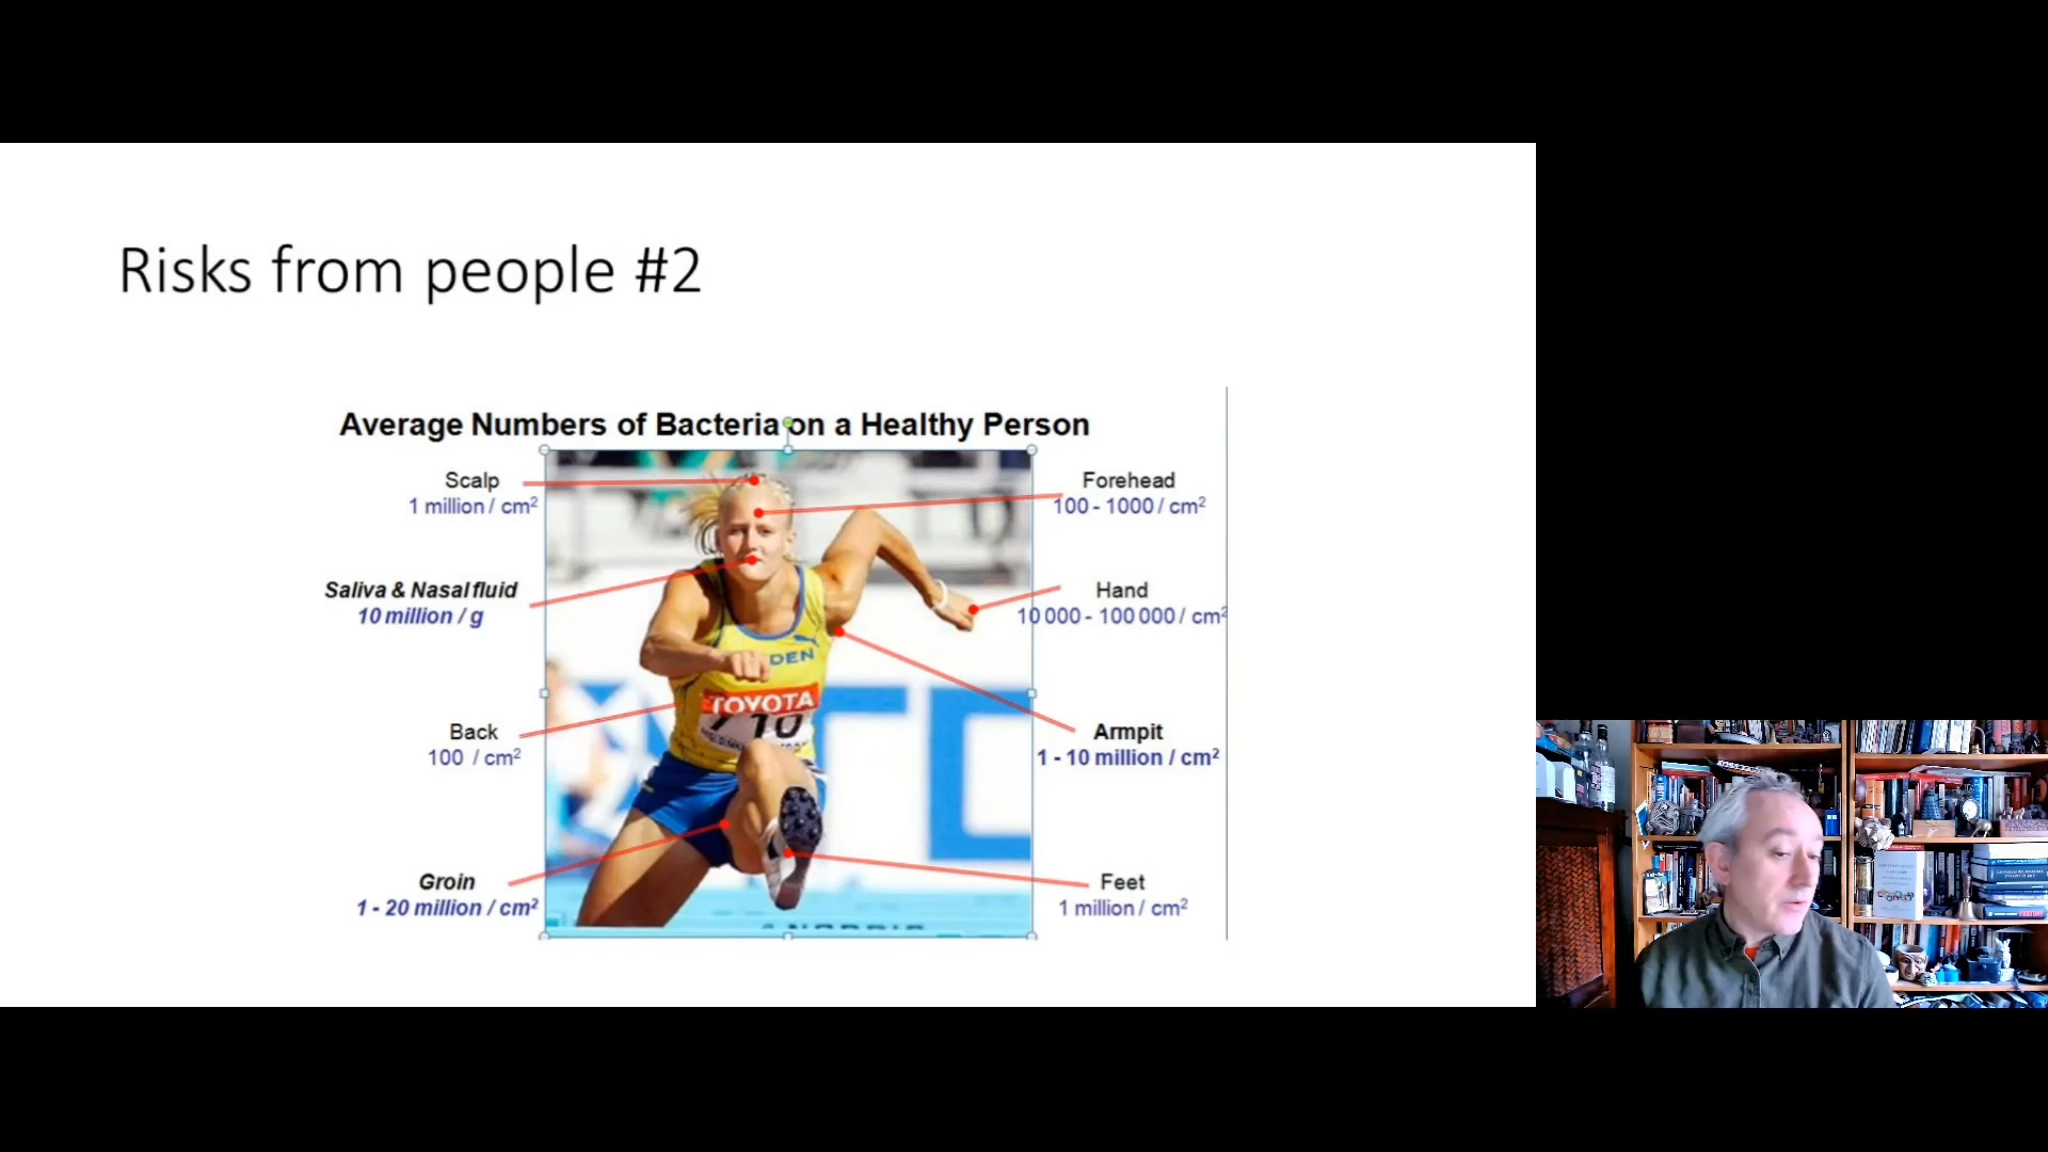 Risks from people #2
Average Numbers of Bacteria on a Healthy Person
Scalp
1 million / cm²
Forehead
100 - 1000 / cm²
Saliva & Nasal fluid
10 million / g
Hand
10 000 - 100 000 / cm²
DEN
TOYOTA
710
Back
100 / cm²
Armpit
1 - 10 million / cm²
Groin
1 - 20 million / cm²
Feet
1 million / cm²